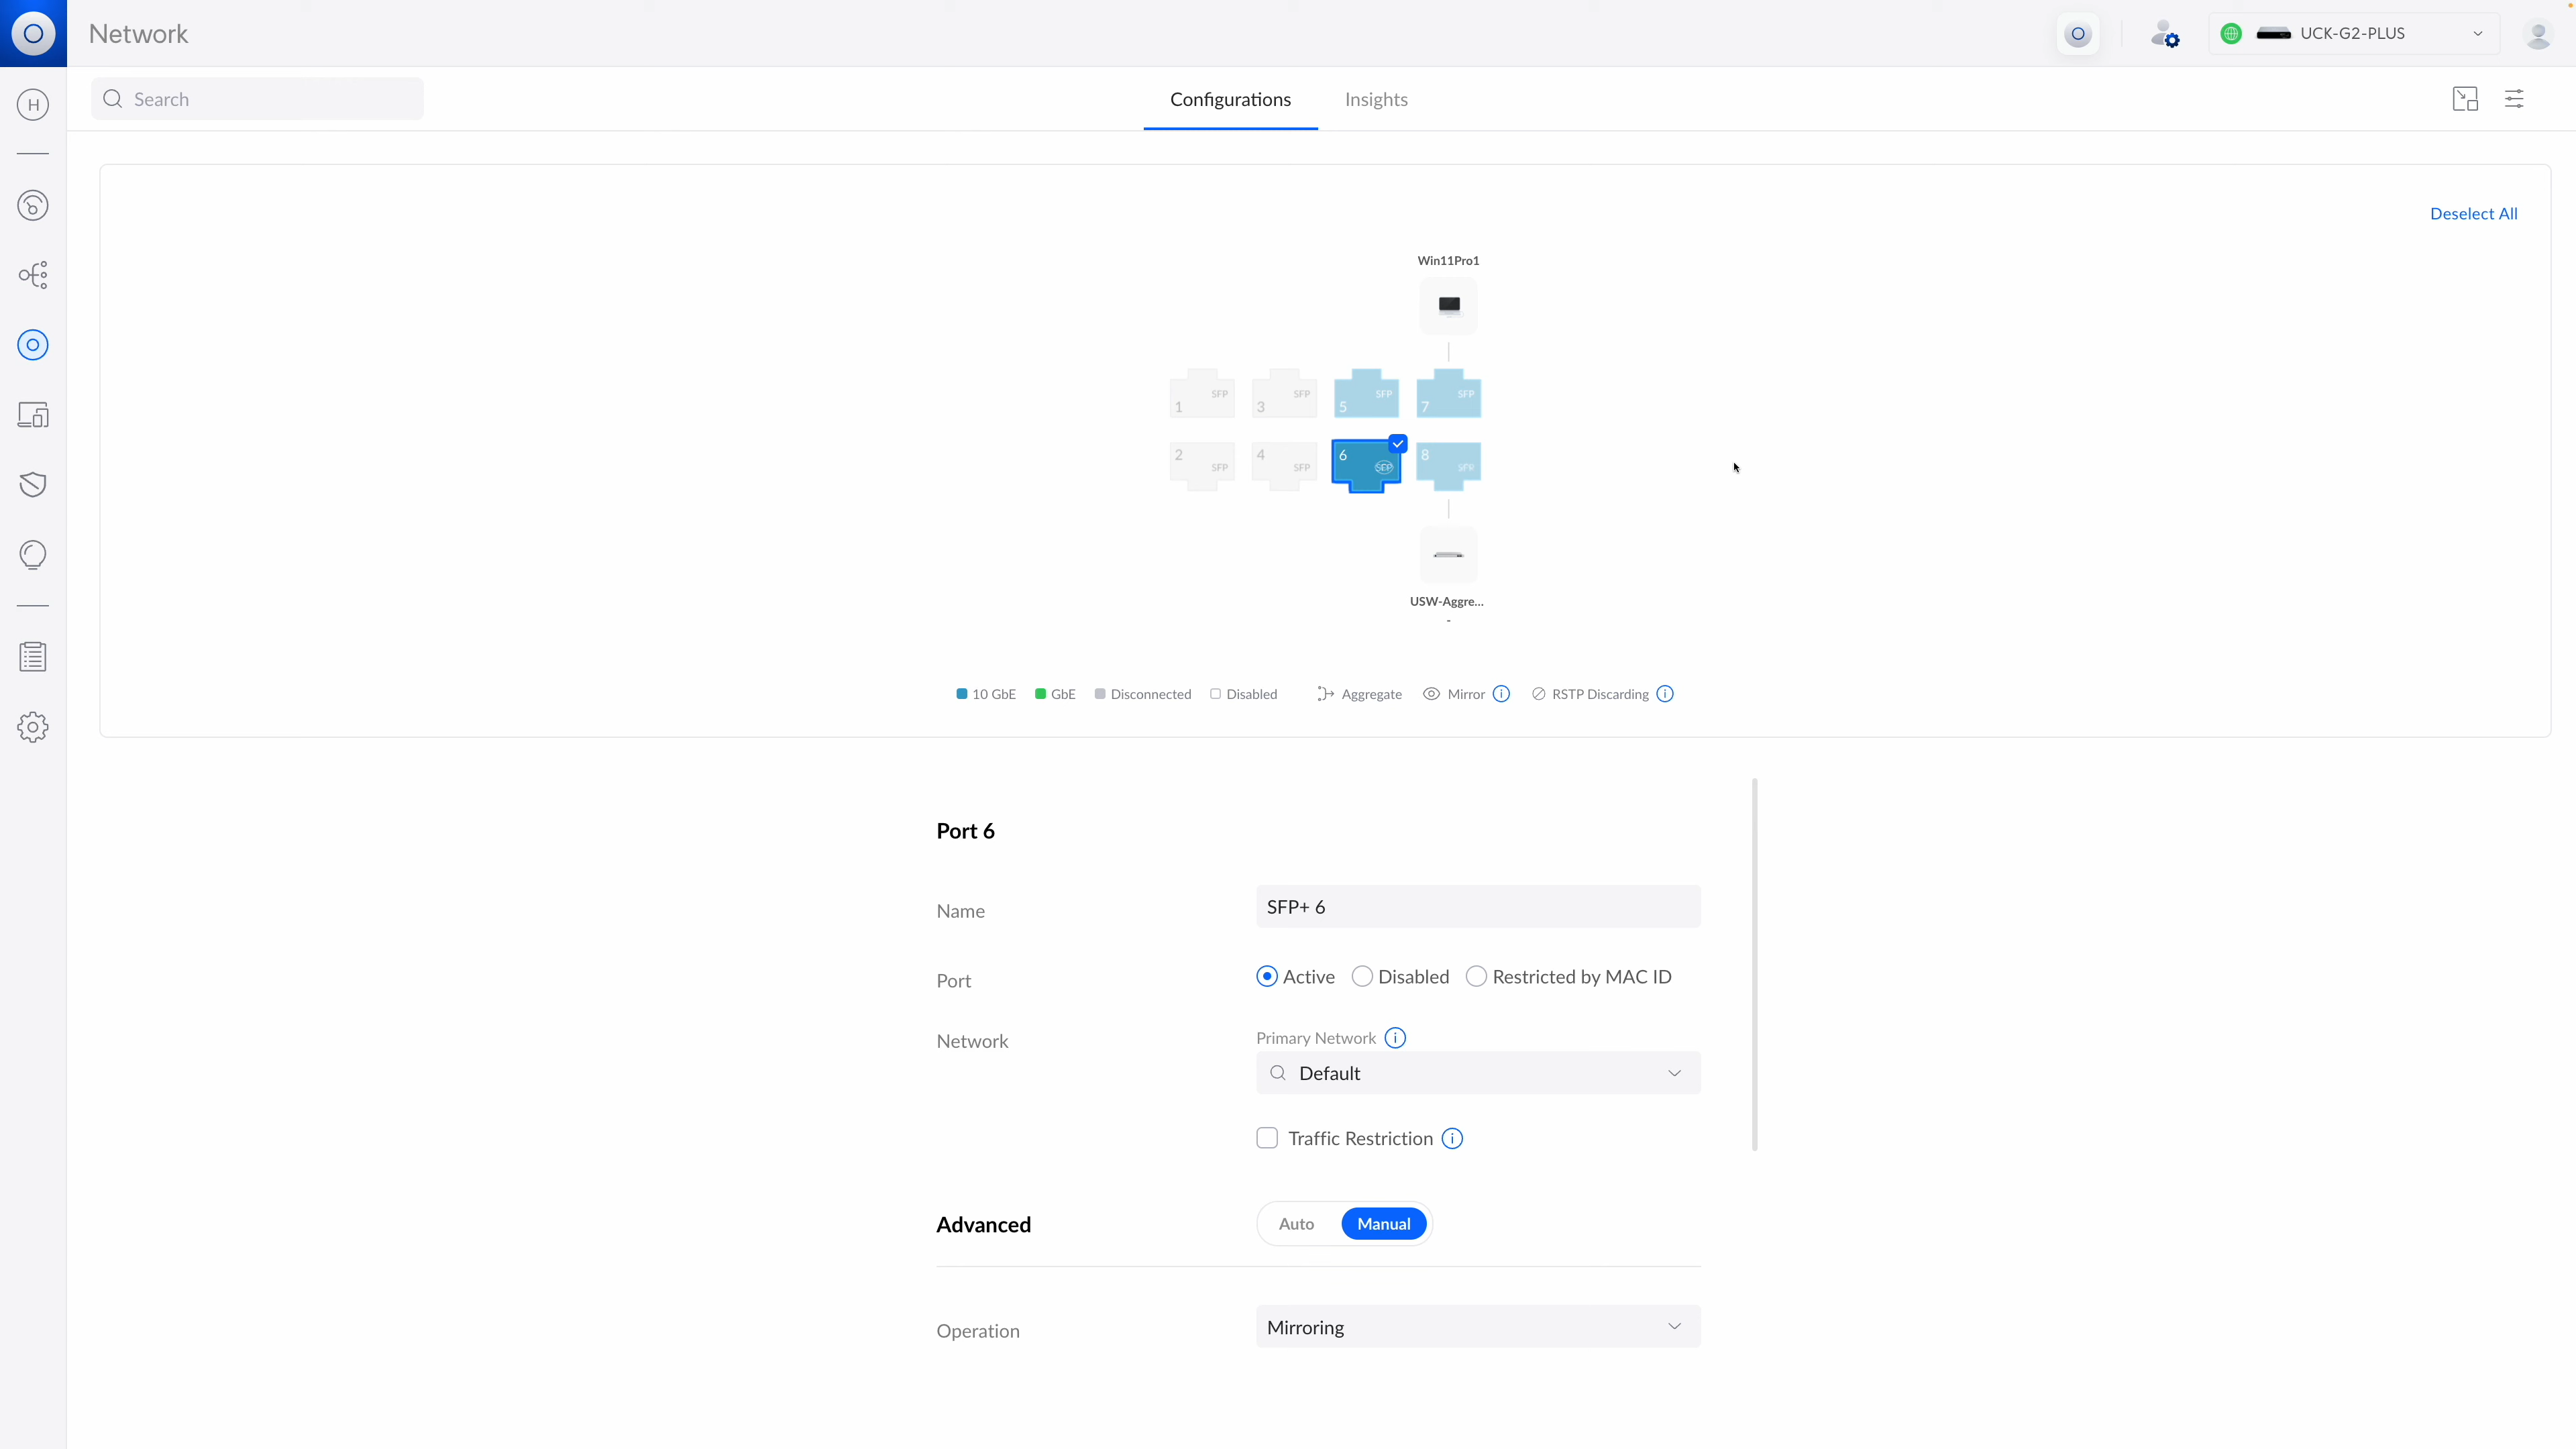 Network
UCK-G2-PLUS
Search
Configurations
Insights
H
Deselect All
Win11Pro1
1 SFP
3 SFP
5 SFP
7 SFP
2 SFP
4 SFP
6 SFP
8 SFP
USW-Aggre...
-
10 GbE
GbE
Disconnected
Disabled
Aggregate
Mirror
RSTP Discarding
Port 6
Name
SFP+ 6
Port
Active
Disabled
Restricted by MAC ID
Network
Primary Network
Default
Traffic Restriction
Advanced
Auto
Manual
Operation
Mirroring